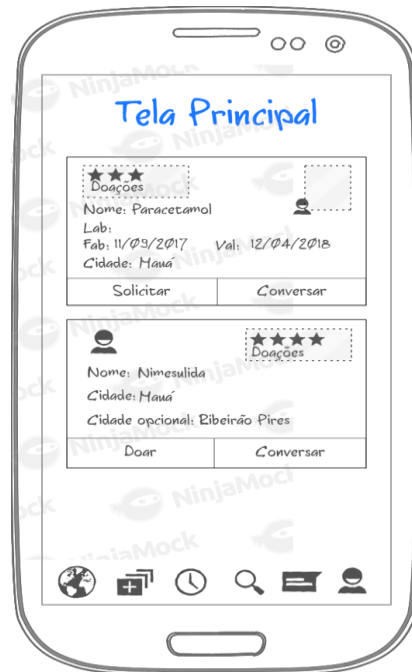 Tela Principal
Doações
Nome: Paracetamol
Lab:
Fab: 11/09/2017 Val: 12/04/2018
Cidade: Mauá
Solicitar Conversar
Doações
Nome: Nimesulida
Cidade: Mauá
Cidade opcional: Ribeirão Pires
Doar Conversar
NinjaMock